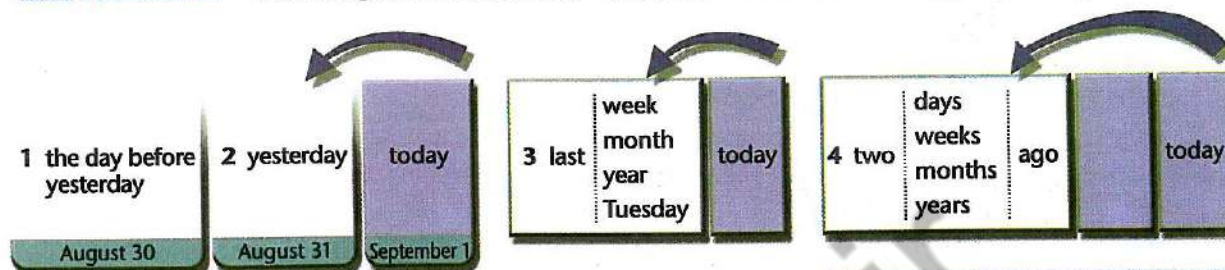 1 the day before
yesterday
2 yesterday
today
August 30
August 31
September 1
3 last
week
month
year
Tuesday
today
4 two
days
weeks
months
years
ago
today